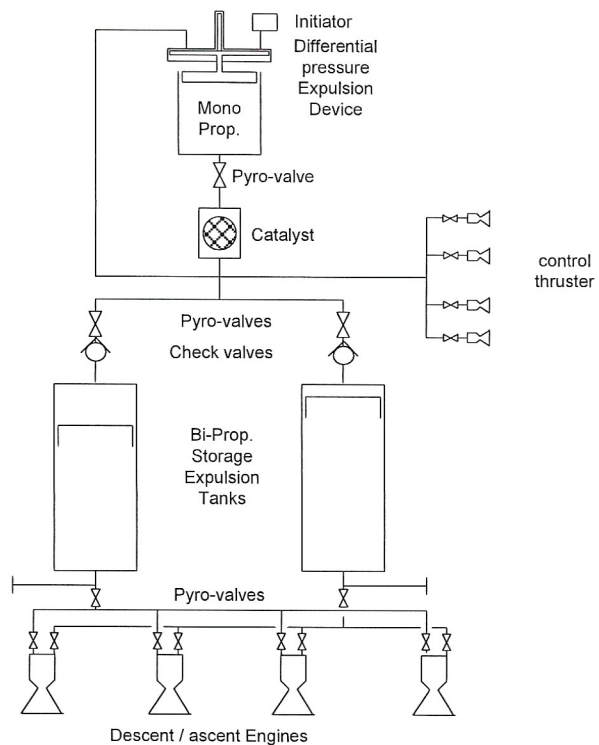 Initiator
Differential
pressure
Expulsion
Device
Mono
Prop.
Pyro-valve
Catalyst
control
thruster
Pyro-valves
Check valves
Bi-Prop.
Storage
Expulsion
Tanks
Pyro-valves
Descent / ascent Engines